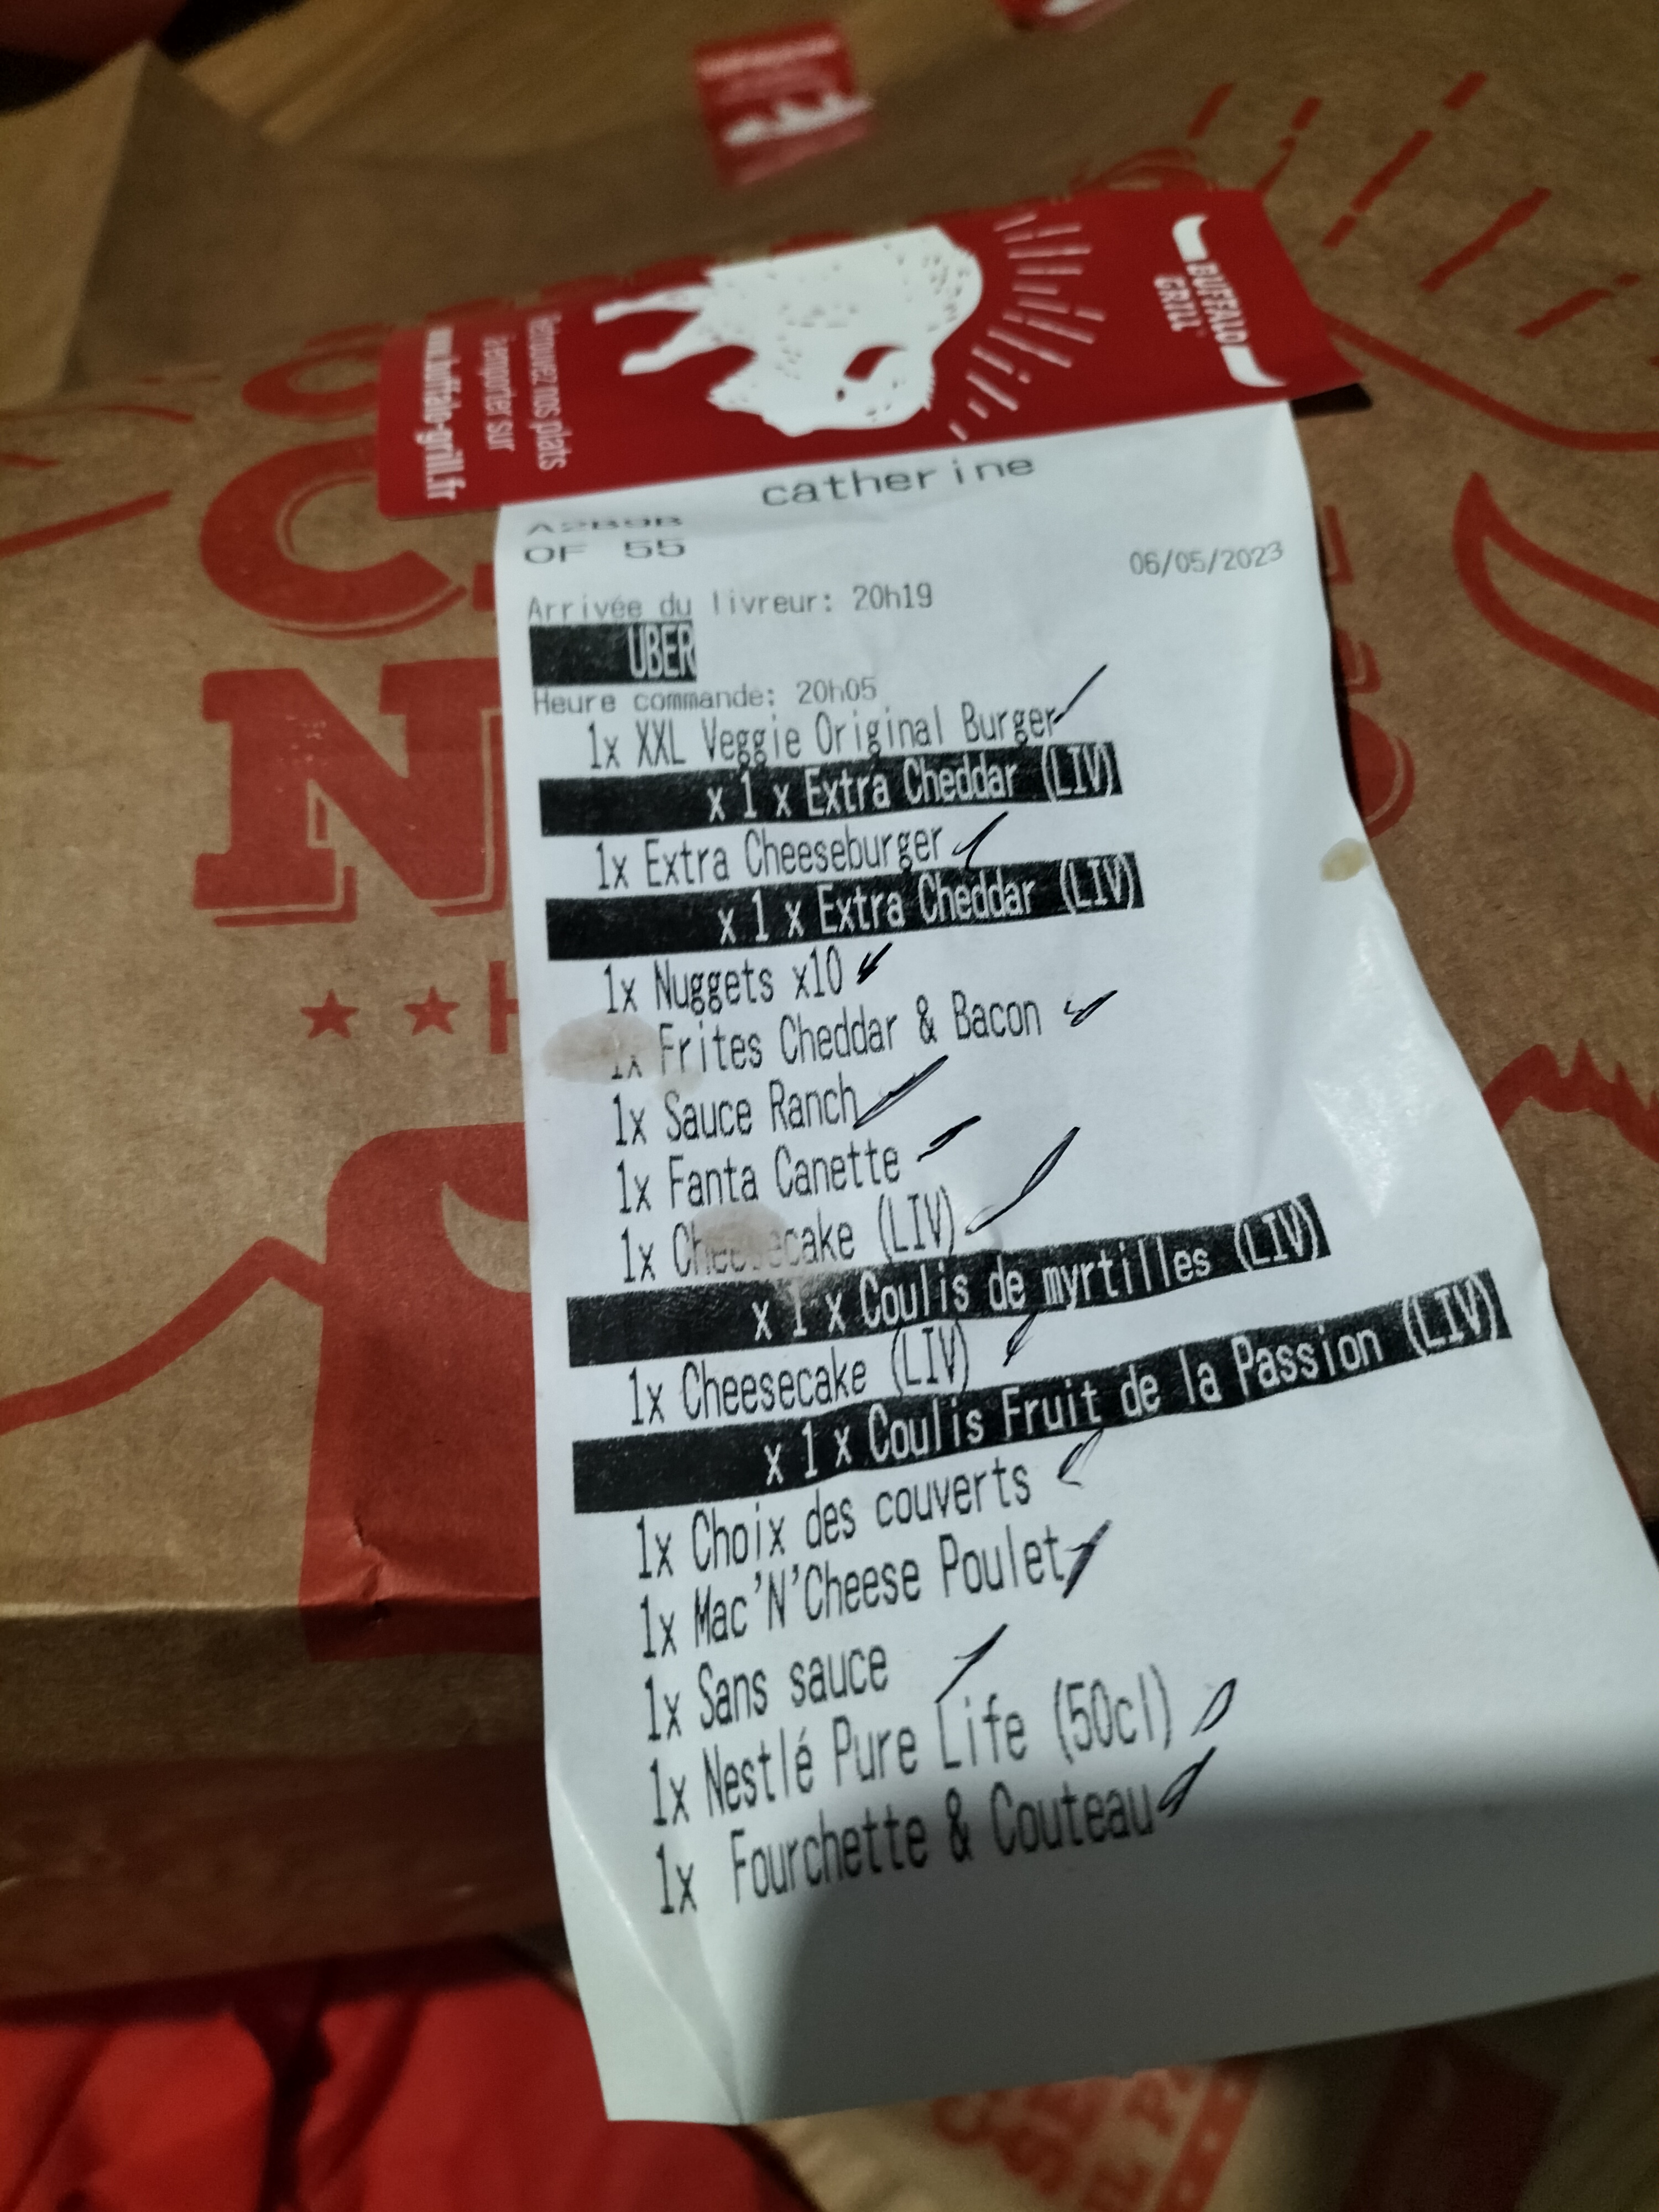 BUFFALO
GRILL
Retrouvez nos plats
à emporter sur
www.buffalo-grill.fr
catherine
A2B9B
OF 55
06/05/2023
Arrivée du livreur: 20h19
UBER
Heure commande: 20h05
1x XXL Veggie Original Burger
x 1 x Extra Cheddar (LIV)
1x Extra Cheeseburger
x 1 x Extra Cheddar (LIV)
1x Nuggets x10
1x Frites Cheddar & Bacon
1x Sauce Ranch
1x Fanta Canette
1x Cheesecake (LIV)
x 1 x Coulis de myrtilles (LIV)
1x Cheesecake (LIV)
x 1 x Coulis Fruit de la Passion (LIV)
1x Choix des couverts
1x Mac'N'Cheese Poulet
1x Sans sauce
1x Nestlé Pure Life (50cl)
1x Fourchette & Couteau